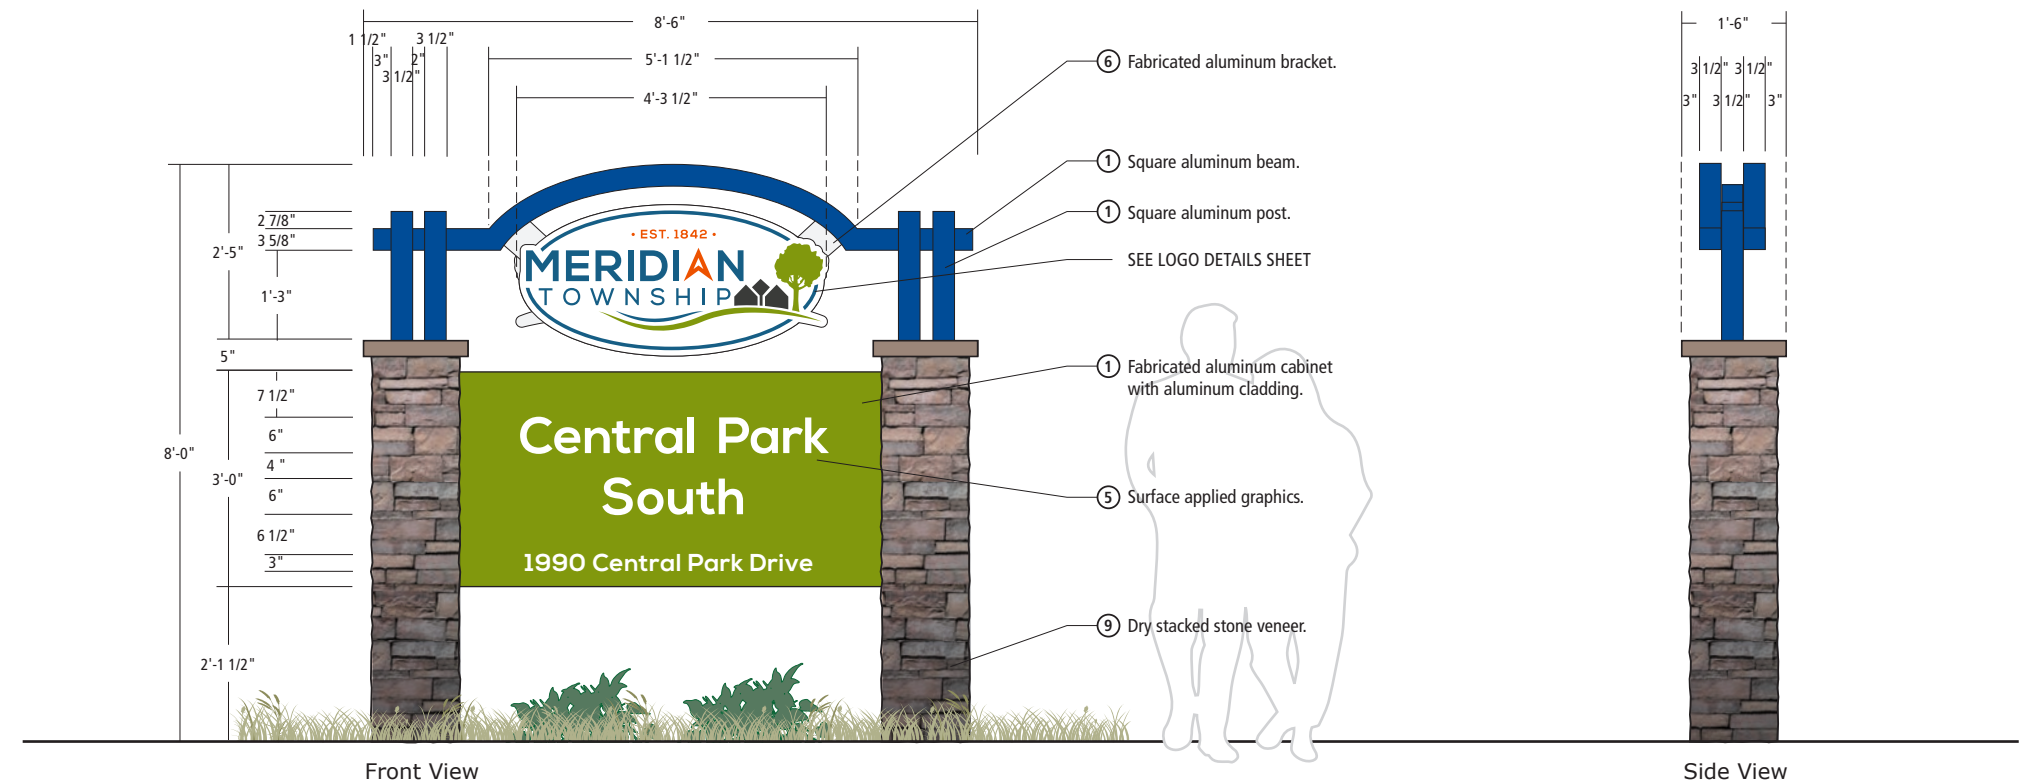 8'-6"
1'-6"
1 1/2"
3 1/2"
3"
2"
3 1/2"
5'-1 1/2"
4'-3 1/2"
6 Fabricated aluminum bracket.
3 1/2" 3 1/2"
3" 3 1/2" 3"
1 Square aluminum beam.
1 Square aluminum post.
SEE LOGO DETAILS SHEET
2 7/8"
3 5/8"
2'-5"
1'-3"
5"
• EST. 1842 •
MERIDIAN
TOWNSHIP
1 Fabricated aluminum cabinet
with aluminum cladding.
7 1/2"
6"
4 "
8'-0"
3'-0"
6"
6 1/2"
3"
2'-1 1/2"
Central Park
South
1990 Central Park Drive
5 Surface applied graphics.
9 Dry stacked stone veneer.
Front View
Side View